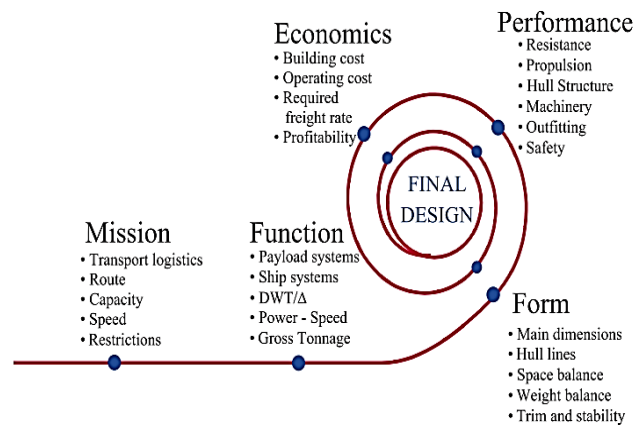 Economics
• Building cost
• Operating cost
• Required
freight rate
• Profitability
Performance
• Resistance
• Propulsion
• Hull Structure
• Machinery
• Outfitting
• Safety
FINAL
DESIGN
Mission
• Transport logistics
• Route
• Capacity
• Speed
• Restrictions
Function
• Payload systems
• Ship systems
• DWT/Δ
• Power - Speed
• Gross Tonnage
Form
• Main dimensions
• Hull lines
• Space balance
• Weight balance
• Trim and stability